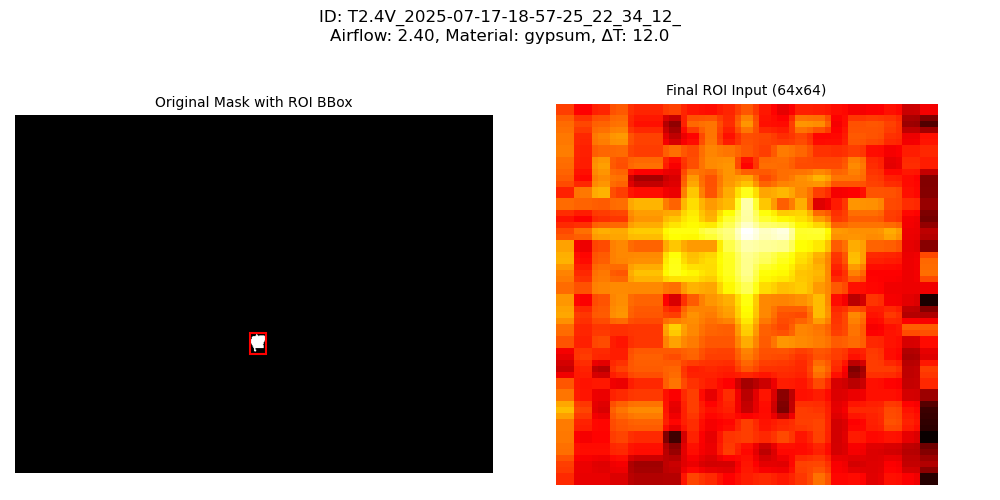 ID: T2.4V_2025-07-17-18-57-25_22_34_12_
Airflow: 2.40, Material: gypsum, ΔT: 12.0
Original Mask with ROI BBox
Final ROI Input (64x64)